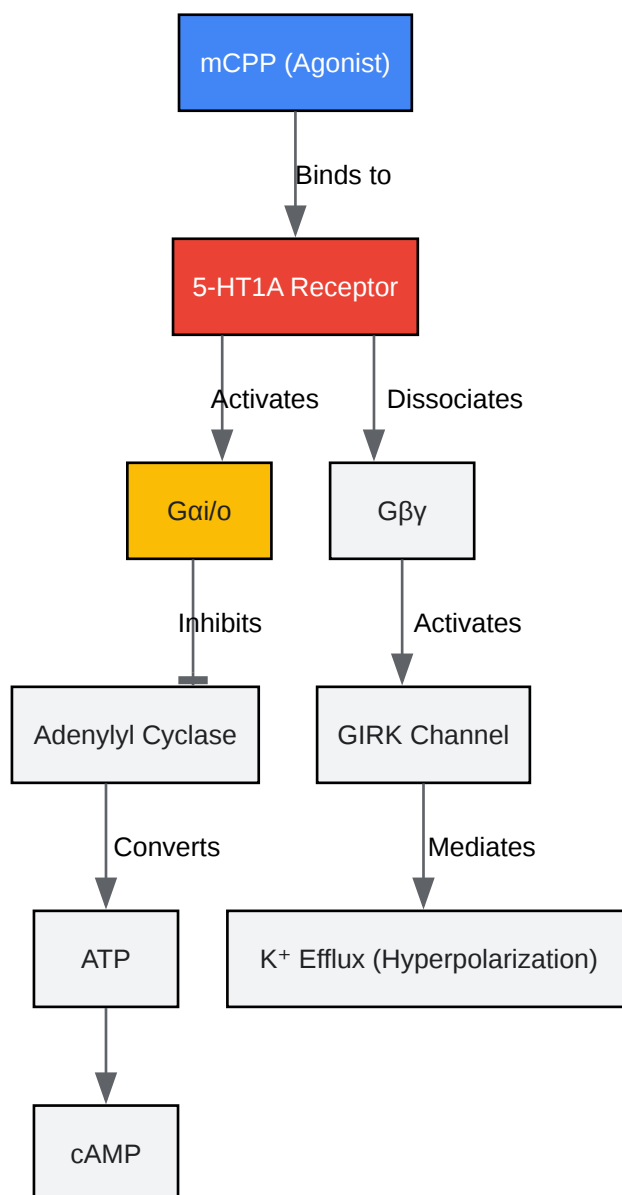 mCPP (Agonist)
Binds to
5-HT1A Receptor
Activates
Dissociates
Gαi/o
Gβγ
Inhibits
Activates
Adenylyl Cyclase
GIRK Channel
Converts
Mediates
ATP
K⁺ Efflux (Hyperpolarization)
cAMP